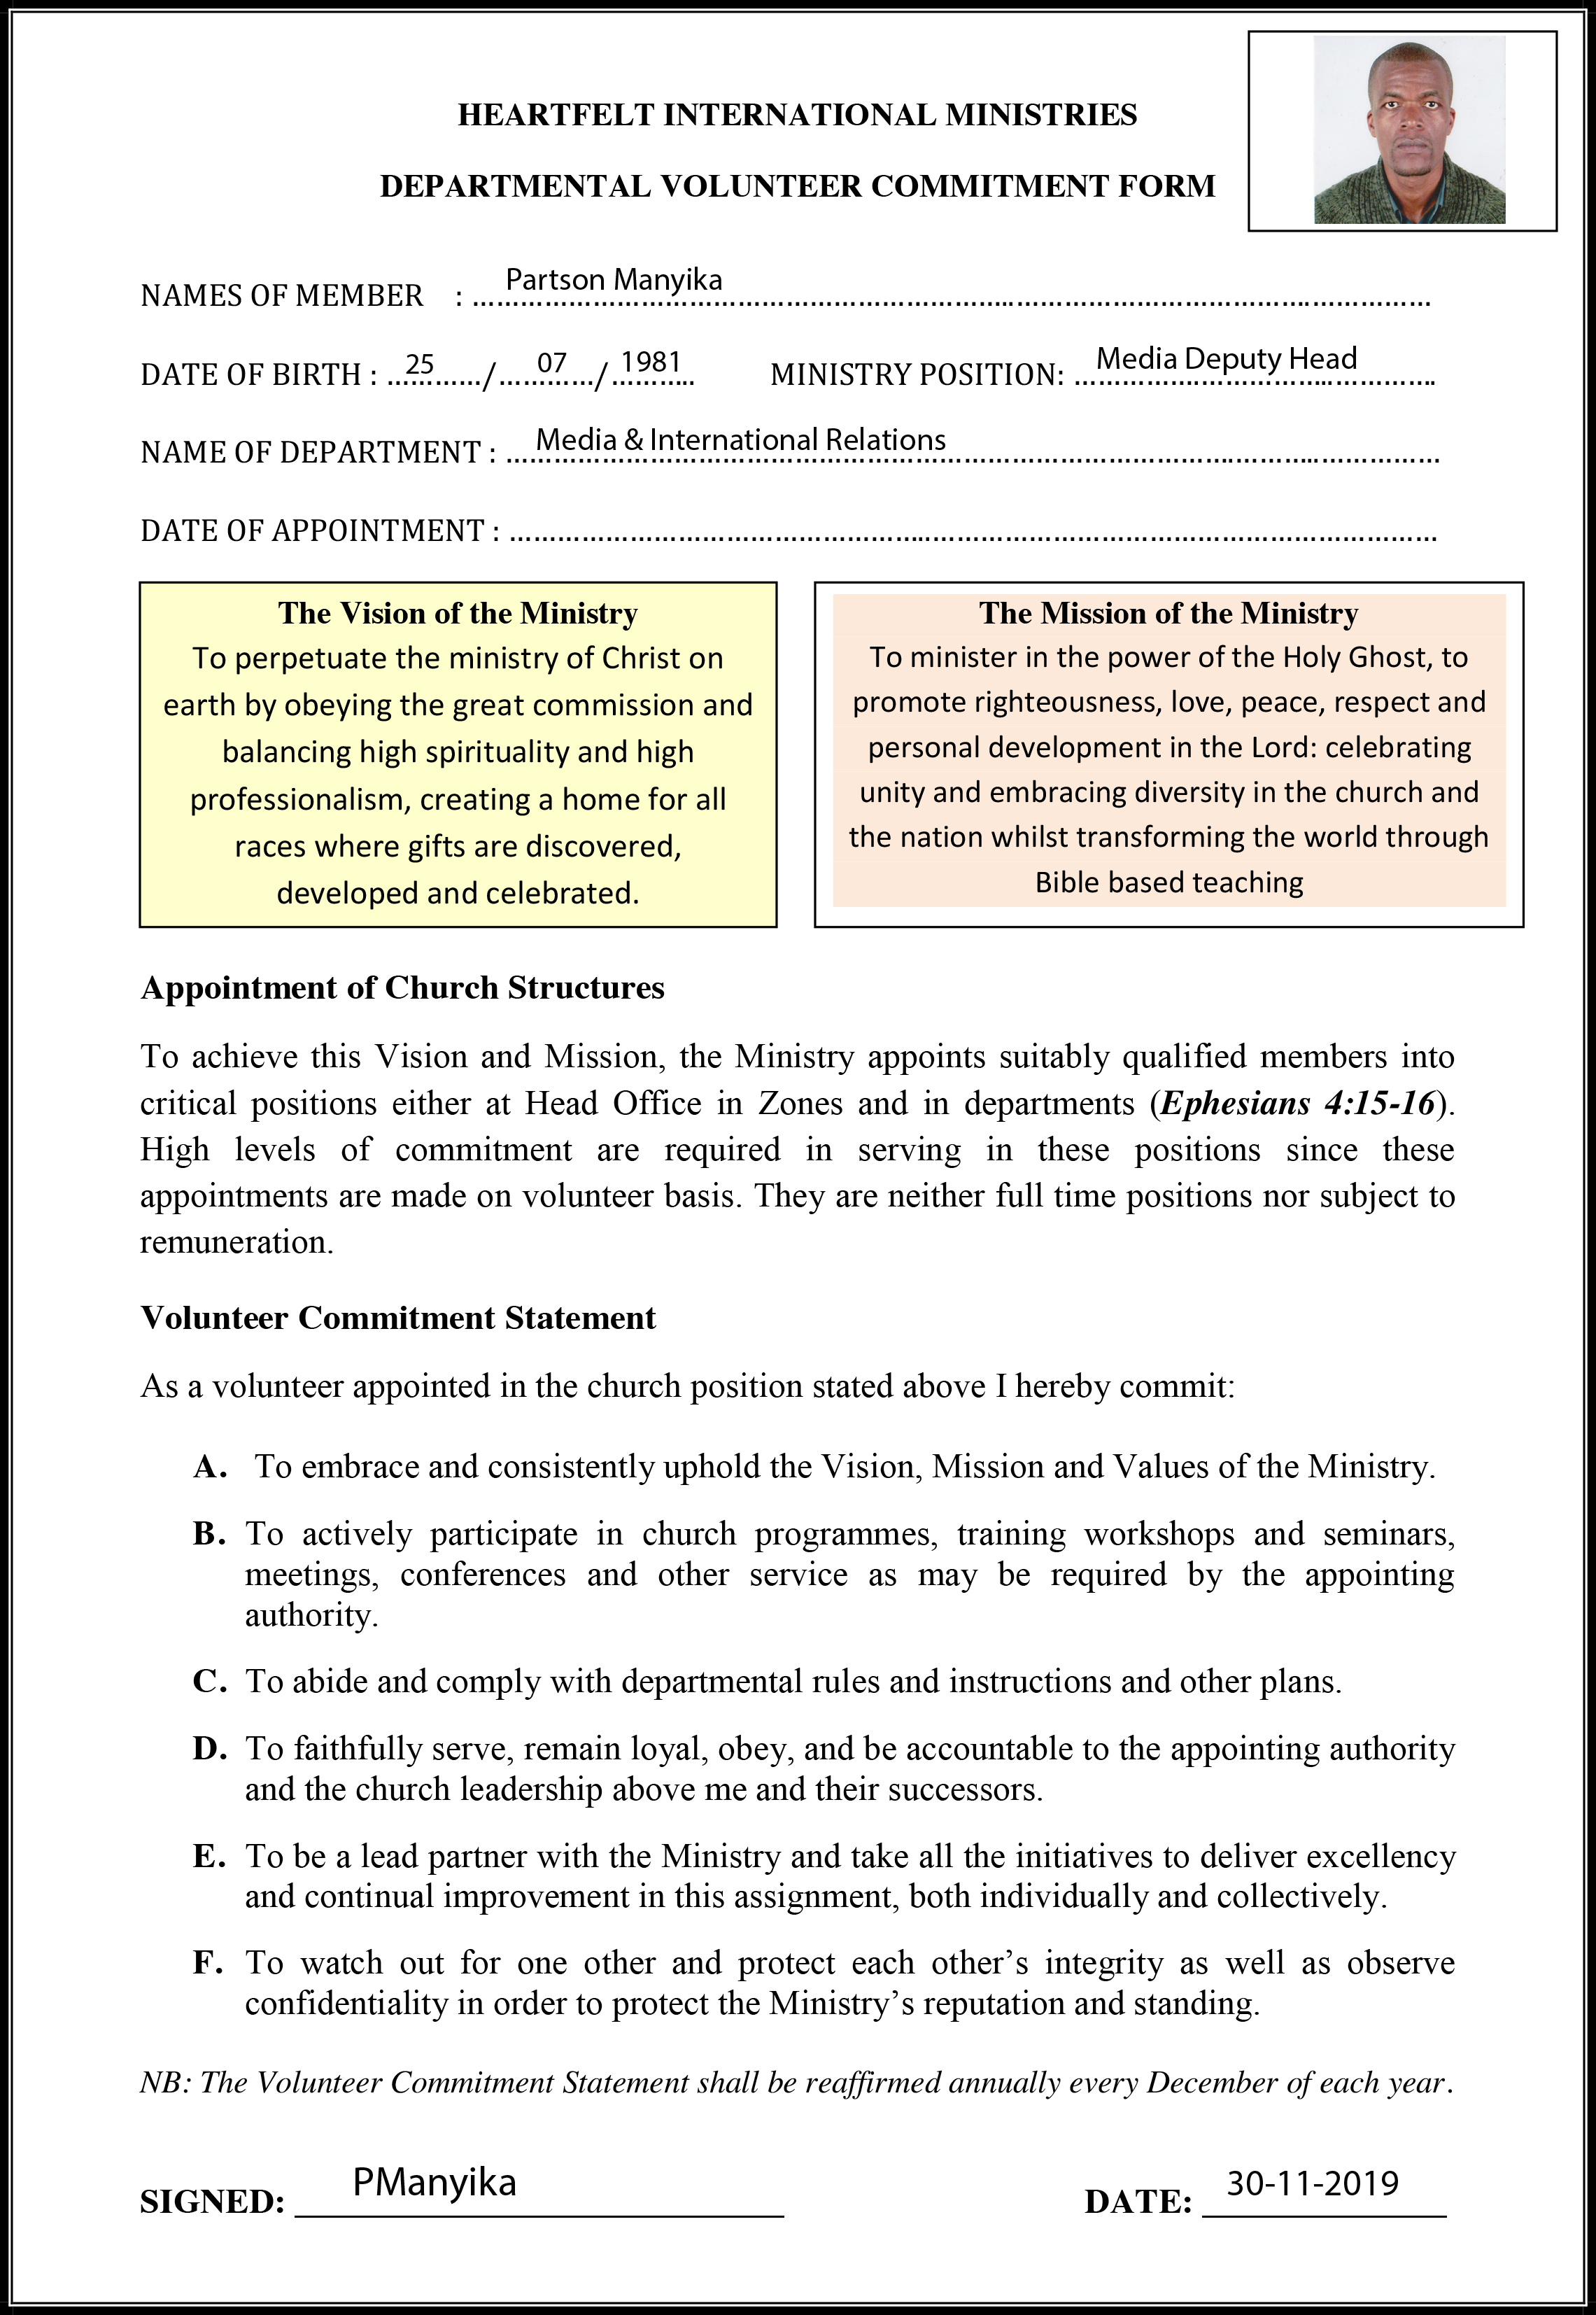 HEARTFELT INTERNATIONAL MINISTRIES
DEPARTMENTAL VOLUNTEER COMMITMENT FORM
NAMES OF MEMBER : Partson Manyika
DATE OF BIRTH : 25 / 07 / 1981 MINISTRY POSITION: Media Deputy Head
NAME OF DEPARTMENT : Media & International Relations
DATE OF APPOINTMENT : ..................
The Vision of the Ministry
To perpetuate the ministry of Christ on
earth by obeying the great commission and
balancing high spirituality and high
professionalism, creating a home for all
races where gifts are discovered,
developed and celebrated.
The Mission of the Ministry
To minister in the power of the Holy Ghost, to
promote righteousness, love, peace, respect and
personal development in the Lord: celebrating
unity and embracing diversity in the church and
the nation whilst transforming the world through
Bible based teaching
Appointment of Church Structures
To achieve this Vision and Mission, the Ministry appoints suitably qualified members into
critical positions either at Head Office in Zones and in departments (Ephesians 4:15-16).
High levels of commitment are required in serving in these positions since these
appointments are made on volunteer basis. They are neither full time positions nor subject to
remuneration.
Volunteer Commitment Statement
As a volunteer appointed in the church position stated above I hereby commit:
A. To embrace and consistently uphold the Vision, Mission and Values of the Ministry.
B. To actively participate in church programmes, training workshops and seminars,
meetings, conferences and other service as may be required by the appointing
authority.
C. To abide and comply with departmental rules and instructions and other plans.
D. To faithfully serve, remain loyal, obey, and be accountable to the appointing authority
and the church leadership above me and their successors.
E. To be a lead partner with the Ministry and take all the initiatives to deliver excellency
and continual improvement in this assignment, both individually and collectively.
F. To watch out for one other and protect each other’s integrity as well as observe
confidentiality in order to protect the Ministry’s reputation and standing.
NB: The Volunteer Commitment Statement shall be reaffirmed annually every December of each year.
SIGNED: PManyika DATE: 30-11-2019